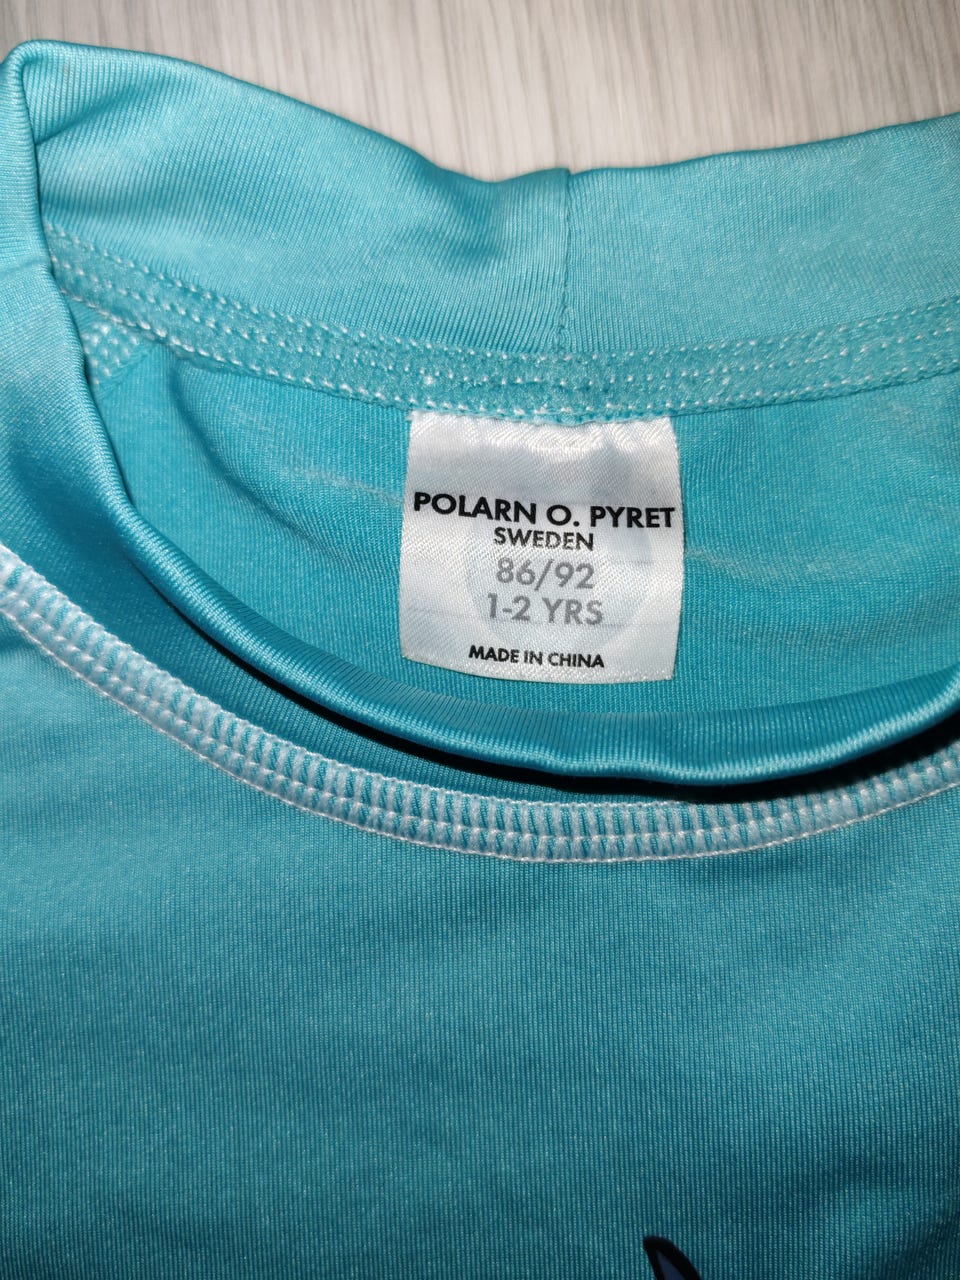 POLARN O. PYRET
SWEDEN
86/92
1-2 YRS
MADE IN CHINA